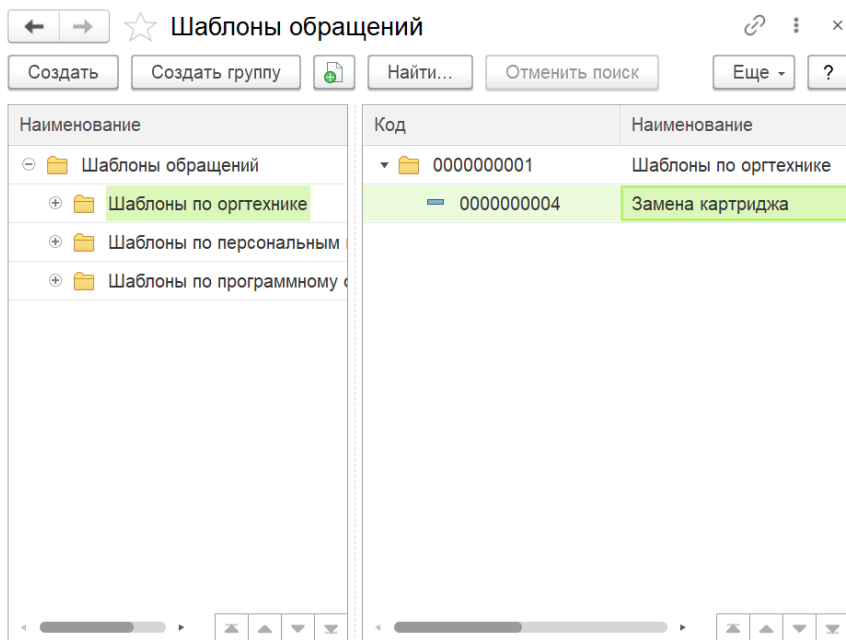 Шаблоны обращений
Создать
Создать группу
Найти...
Отменить поиск
Еще
?
Наименование
Шаблоны обращений
Шаблоны по оргтехнике
Шаблоны по персональным
Шаблоны по программному
Код Наименование
0000000001 Шаблоны по оргтехнике
0000000004 Замена картриджа